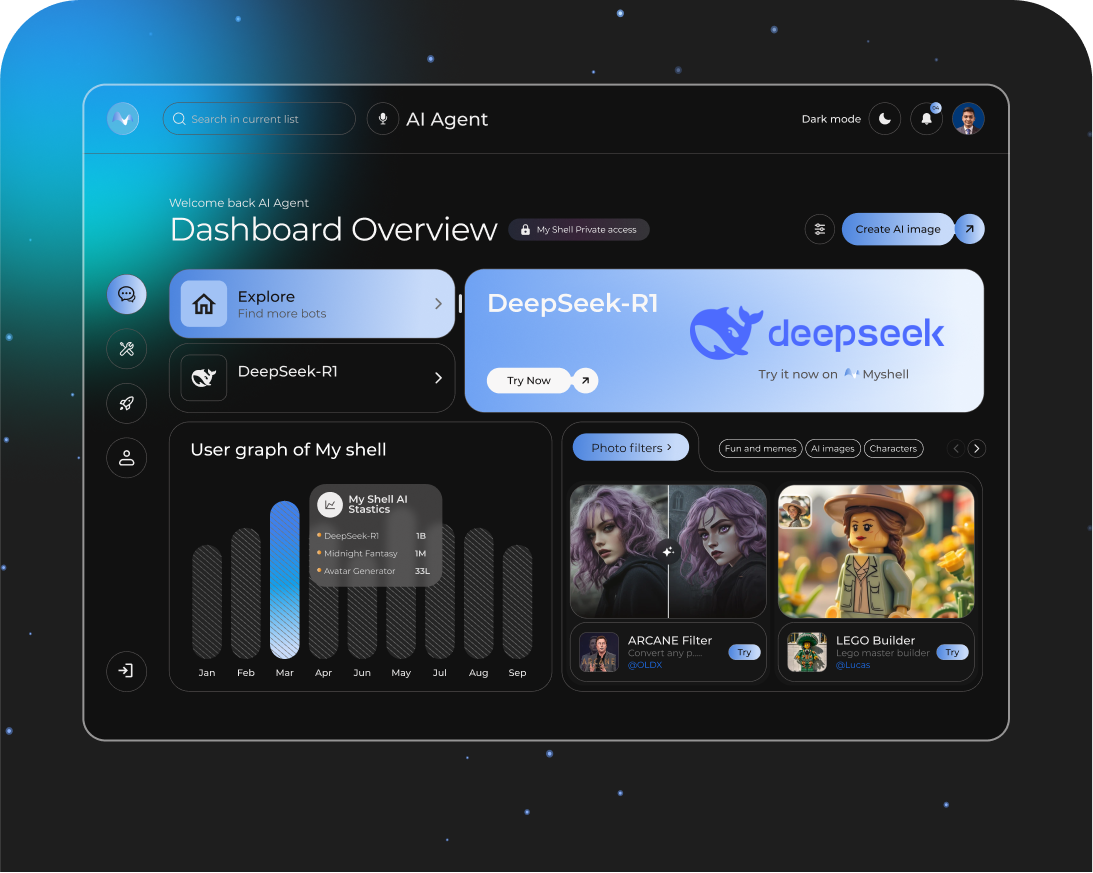 Search in current list
AI Agent
Dark mode
Welcome back AI Agent
Dashboard Overview
My Shell Private access
Create AI image
Explore
Find more bots
DeepSeek-R1
DeepSeek-R1
deepseek
Try it now on Myshell
Try Now
User graph of My shell
My Shell AI
Stastics
DeepSeek-R1 1B
Midnight Fantasy 1M
Avatar Generator 33L
Jan Feb Mar Apr Jun May Jul Aug Sep
Photo filters
Fun and memes AI images Characters
ARCANE Filter
Convert any p....
@OLDX
Try
LEGO Builder
Lego master builder
@Lucas
Try